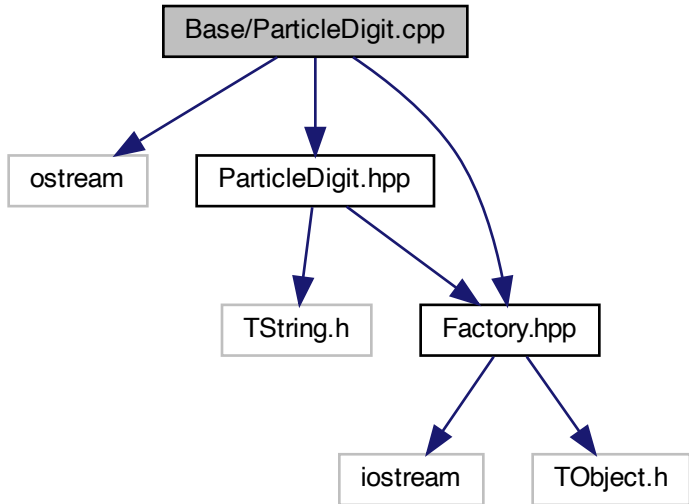 Base/ParticleDigit.cpp
ostream
ParticleDigit.hpp
TString.h
Factory.hpp
iostream
TObject.h